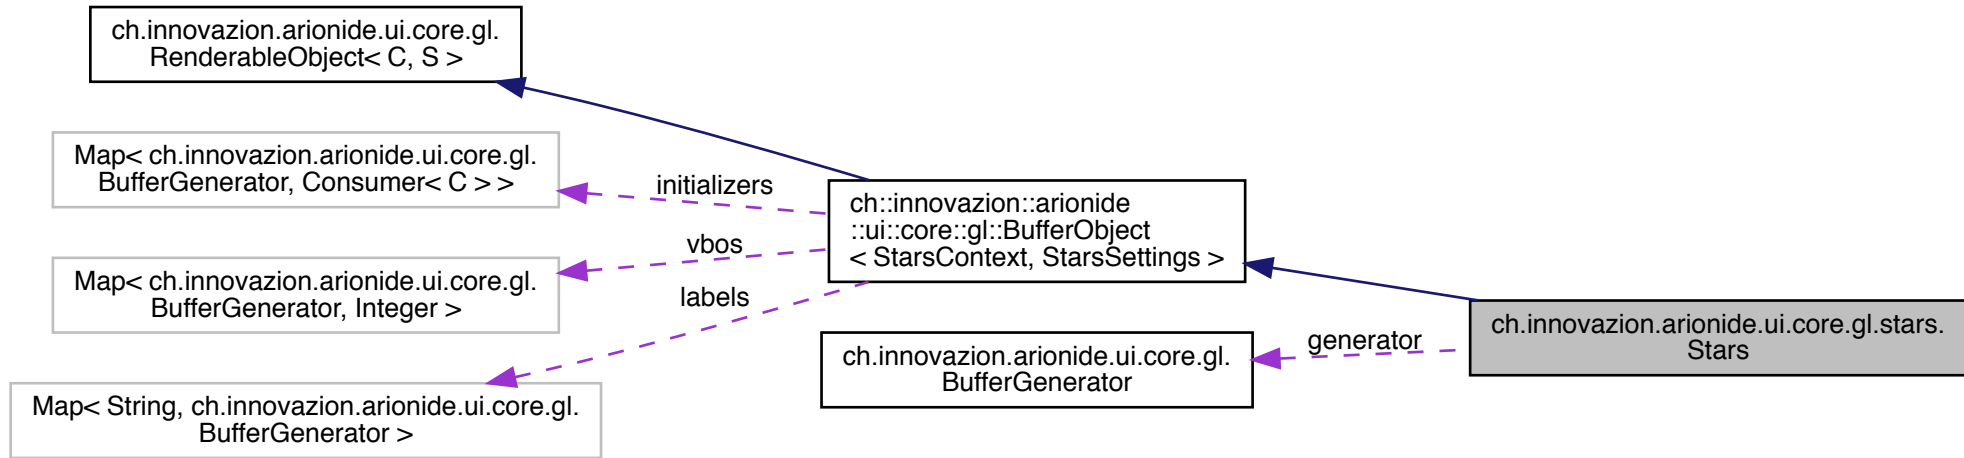 ch.innovazion.arionide.ui.core.gl.
RenderableObject< C, S >
Map< ch.innovazion.arionide.ui.core.gl.
BufferGenerator, Consumer< C > >
initializers
ch::innovazion::arionide
::ui::core::gl::BufferObject
< StarsContext, StarsSettings >
vbos
Map< ch.innovazion.arionide.ui.core.gl.
BufferGenerator, Integer >
labels
ch.innovazion.arionide.ui.core.gl.stars.
Stars
generator
ch.innovazion.arionide.ui.core.gl.
BufferGenerator
Map< String, ch.innovazion.arionide.ui.core.gl.
BufferGenerator >